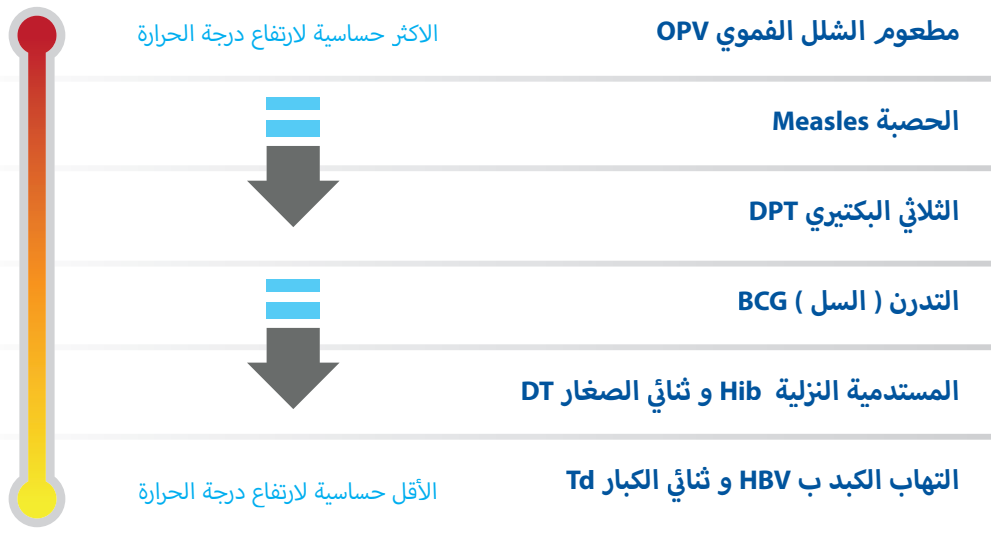 مطعوم الشلل الفموي OPV
الاكثر حساسية لارتفاع درجة الحرارة
الحصبة Measles
الثلاثي البكتيري DPT
التدرن ( السل ) BCG
المستدمية النزلية Hib و ثنائي الصغار DT
التهاب الكبد ب HBV و ثنائي الكبار Td
الأقل حساسية لارتفاع درجة الحرارة